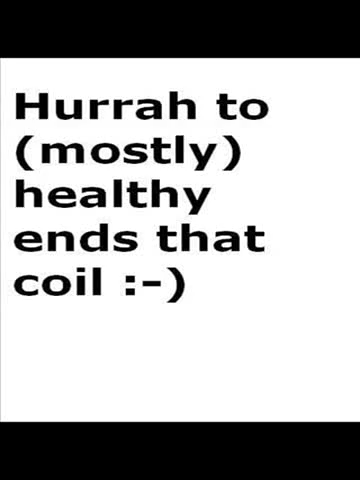 Hurrah to
(mostly)
healthy
ends that
coil :-)